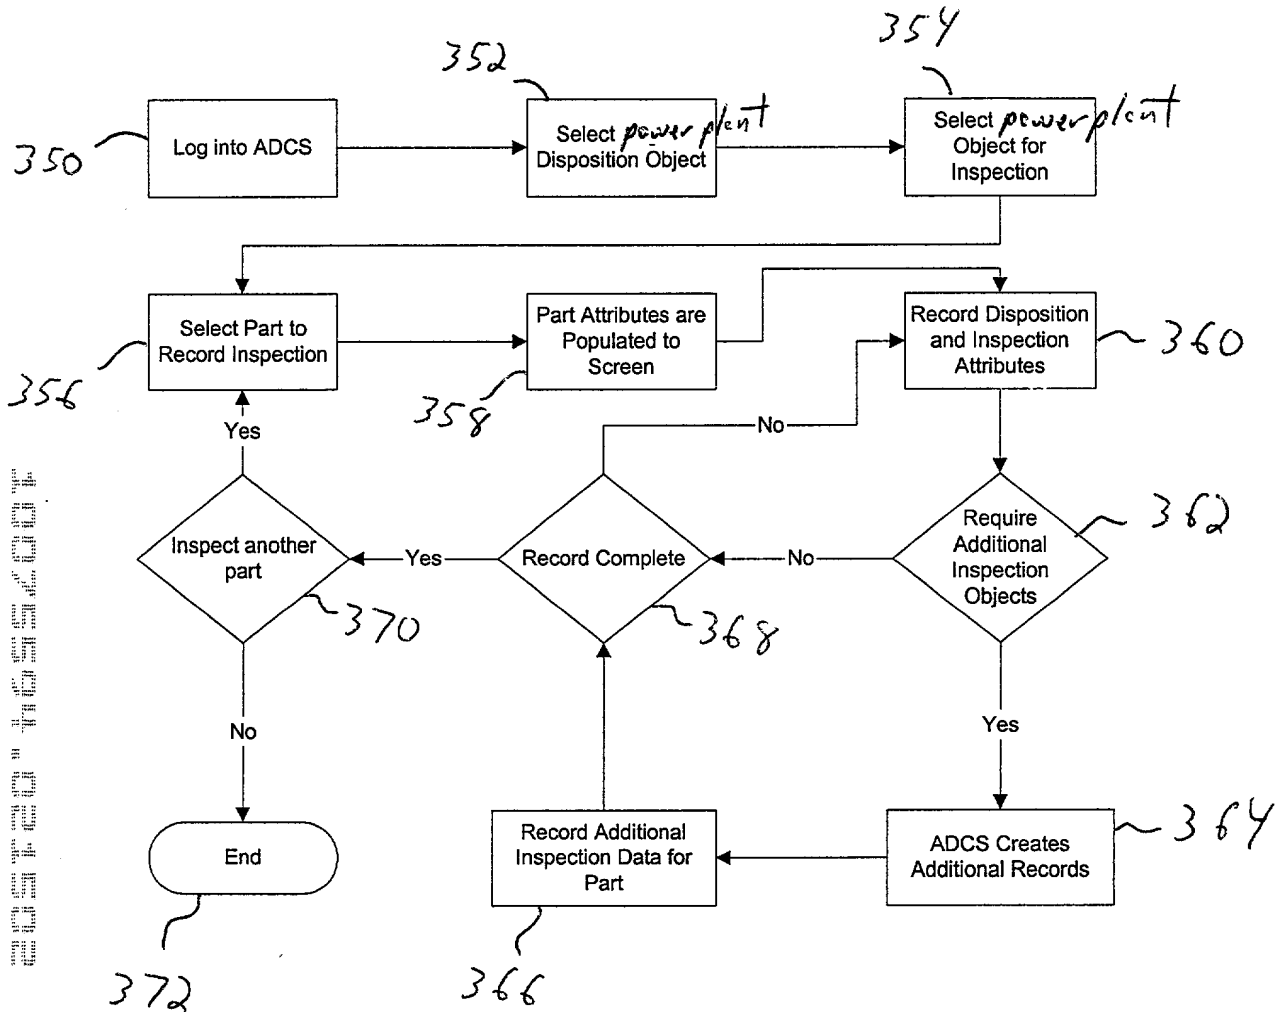 354
352
Log into ADCS
Select power plant
Disposition Object
Select power plant
Object for
Inspection
350
Select Part to
Record Inspection
Part Attributes are
Populated to
Screen
Record Disposition
and Inspection
Attributes
360
356
358
Yes
No
362
Inspect another
part
Yes
Record Complete
No
Require
Additional
Inspection
Objects
370
368
No
Yes
End
Record Additional
Inspection Data for
Part
ADCS Creates
Additional Records
364
372
366
10075594.021502